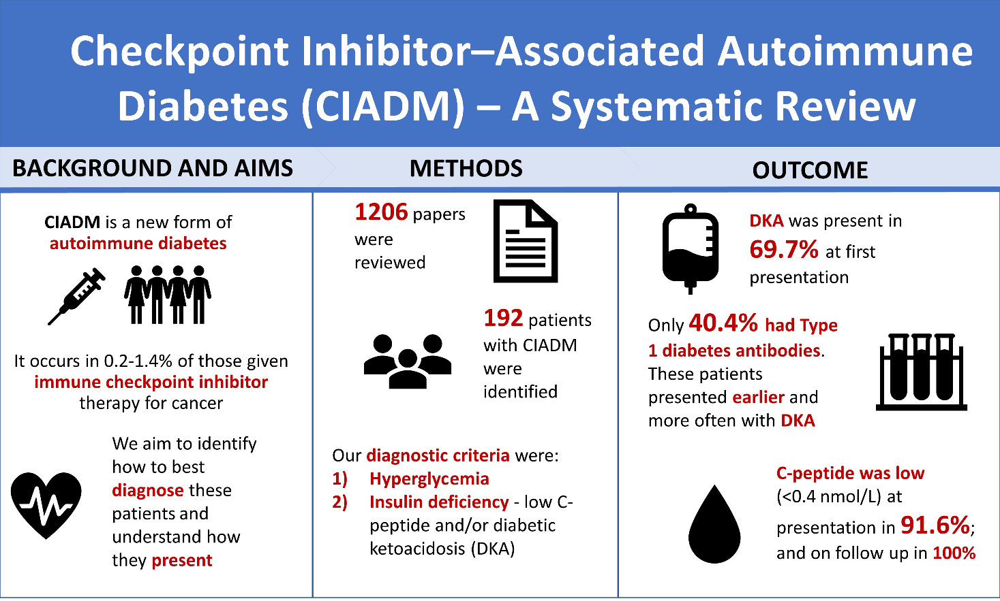 Checkpoint Inhibitor–Associated Autoimmune
Diabetes (CIADM) – A Systematic Review
BACKGROUND AND AIMS
CIADM is a new form of
autoimmune diabetes
It occurs in 0.2-1.4% of those given
immune checkpoint inhibitor
therapy for cancer
We aim to identify
how to best
diagnose these
patients and
understand how
they present
METHODS
1206 papers
were
reviewed
192 patients
with CIADM
were
identified
Our diagnostic criteria were:
1) Hyperglycemia
2) Insulin deficiency - low C-
peptide and/or diabetic
ketoacidosis (DKA)
OUTCOME
DKA was present in
69.7% at first
presentation
Only 40.4% had Type
1 diabetes antibodies.
These patients
presented earlier and
more often with DKA
C-peptide was low
(<0.4 nmol/L) at
presentation in 91.6%;
and on follow up in 100%